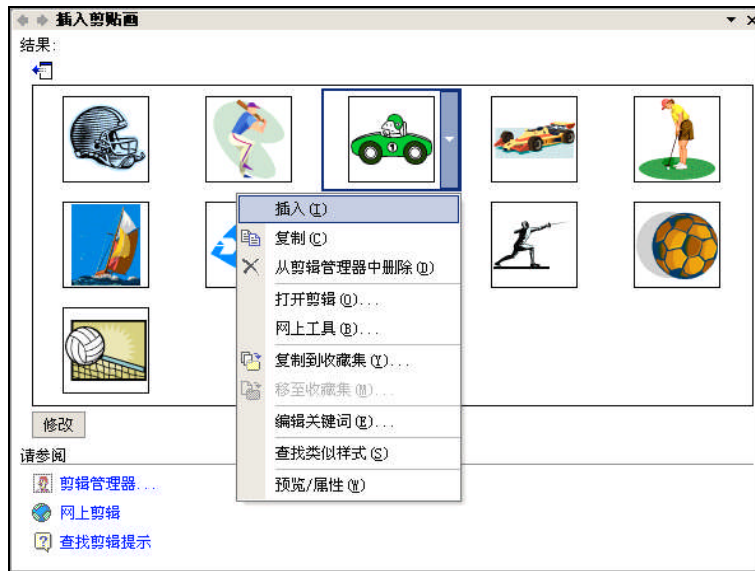 插入剪贴画
结果:
1
插入(I)
复制(C)
从剪辑管理器中删除(D)
打开剪辑(O)...
网上工具(B)...
复制到收藏集(Y)...
移至收藏集(M)...
编辑关键词(E)...
查找类似样式(S)
预览/属性(W)
修改
请参阅
剪辑管理器...
网上剪辑
查找剪辑提示